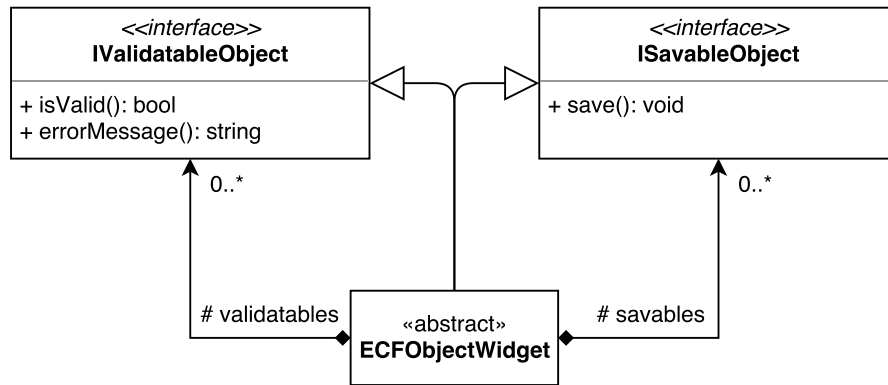 <<interface>>
IValidatableObject
+ isValid(): bool
+ errorMessage(): string
<<interface>>
ISavableObject
+ save(): void
0..*
0..*
# validatables
# savables
«abstract»
ECFObjectWidget